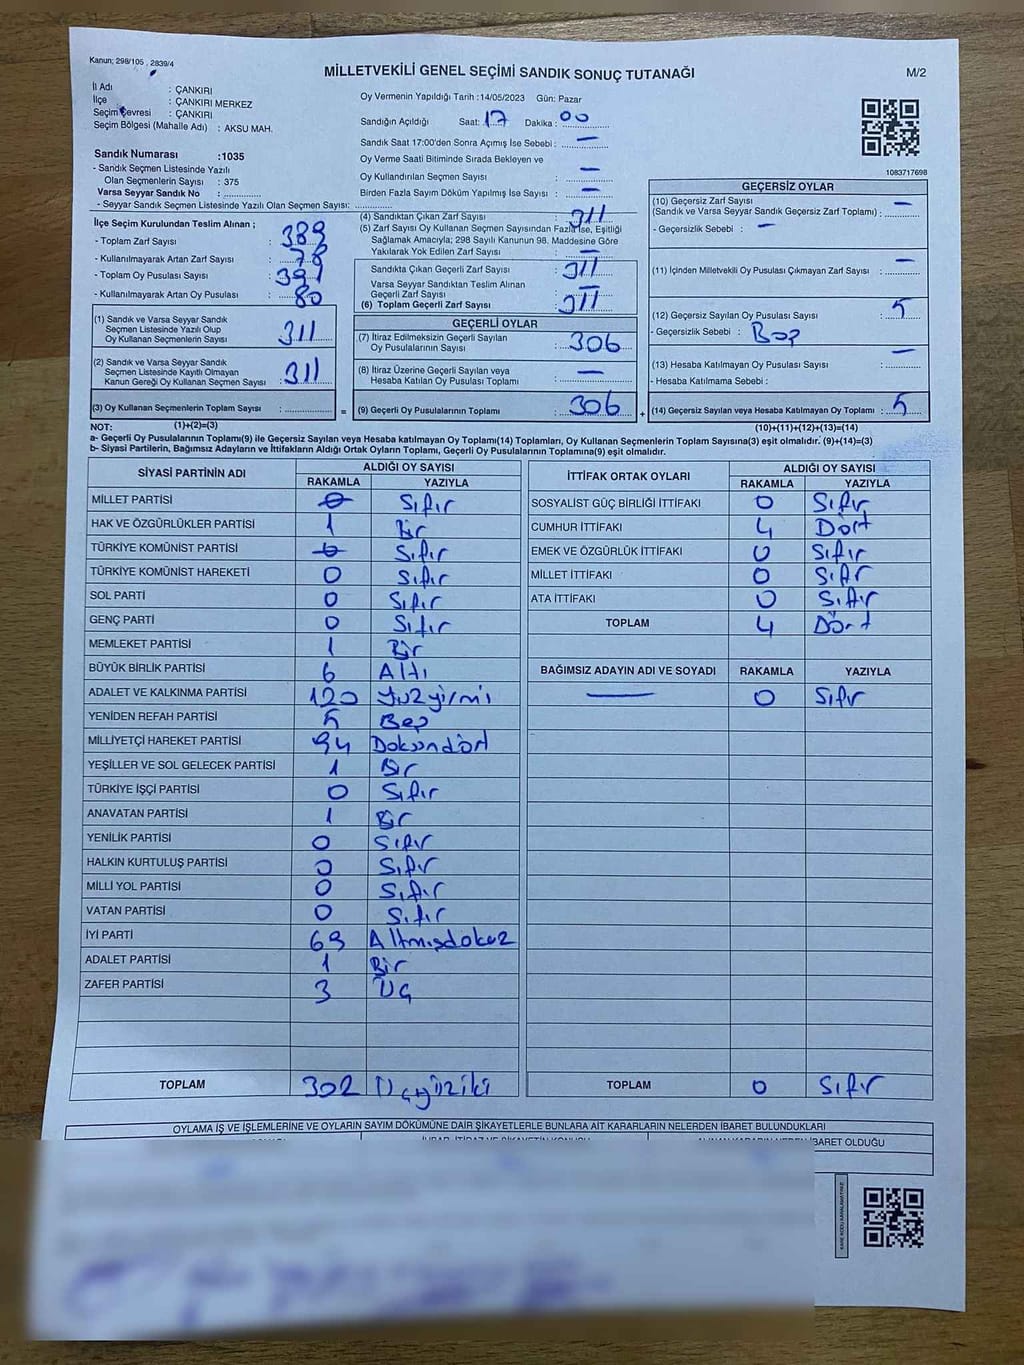 Kanun; 298/105 , 2839/4
MİLLETVEKİLİ GENEL SEÇİMİ SANDIK SONUÇ TUTANAĞI
M/2
İl Adı : ÇANKIRI
İlçe : ÇANKIRI MERKEZ
Seçim Çevresi : ÇANKIRI
Seçim Bölgesi (Mahalle Adı) : AKSU MAH.
Sandık Numarası :1035
- Sandık Seçmen Listesinde Yazılı
Olan Seçmenlerin Sayısı : 375
Varsa Seyyar Sandık No : ..............
- Seyyar Sandık Seçmen Listesinde Yazılı Olan Seçmen Sayısı: ..............
Oy Vermenin Yapıldığı Tarih :14/05/2023 Gün: Pazar
Sandığın Açıldığı Saat: 17 Dakika : 00
Sandık Saat 17:00'den Sonra Açımış İse Sebebi : —
Oy Verme Saati Bitiminde Sırada Bekleyen ve
Oy Kullandırılan Seçmen Sayısı : —
Birden Fazla Sayım Döküm Yapılmış İse Sayısı : —
1083717698
İlçe Seçim Kurulundan Teslim Alınan ;
- Toplam Zarf Sayısı : 389
- Kullanılmayarak Artan Zarf Sayısı : 78
- Toplam Oy Pusulası Sayısı : 391
- Kullanılmayarak Artan Oy Pusulası : 80
(1) Sandık ve Varsa Seyyar Sandık
Seçmen Listesinde Yazılı Olup
Oy Kullanan Seçmenlerin Sayısı : 311
(2) Sandık ve Varsa Seyyar Sandık
Seçmen Listesinde Kayıtlı Olmayan
Kanun Gereği Oy Kullanan Seçmen Sayısı : 311
(3) Oy Kullanan Seçmenlerin Toplam Sayısı : ..............
(1)+(2)=(3)
(4) Sandıktan Çıkan Zarf Sayısı : 311
(5) Zarf Sayısı Oy Kullanan Seçmen Sayısından Fazla İse, Eşitliği
Sağlamak Amacıyla; 298 Sayılı Kanunun 98. Maddesine Göre
Yakılarak Yok Edilen Zarf Sayısı : —
Sandıkta Çıkan Geçerli Zarf Sayısı : 311
Varsa Seyyar Sandıktan Teslim Alınan
Geçerli Zarf Sayısı :
(6) Toplam Geçerli Zarf Sayısı : 311
GEÇERLİ OYLAR
(7) İtiraz Edilmeksizin Geçerli Sayılan
Oy Pusulalarının Sayısı : 306
(8) İtiraz Üzerine Geçerli Sayılan veya
Hesaba Katılan Oy Pusulası Toplamı : —
= (9) Geçerli Oy Pusulalarının Toplamı : 306 +
GEÇERSİZ OYLAR
(10) Geçersiz Zarf Sayısı
(Sandık ve Varsa Seyyar Sandık Geçersiz Zarf Toplamı) : —
- Geçersizlik Sebebi : —
(11) İçinden Milletvekili Oy Pusulası Çıkmayan Zarf Sayısı : —
(12) Geçersiz Sayılan Oy Pusulası Sayısı : 5
- Geçersizlik Sebebi : Boş
(13) Hesaba Katılmayan Oy Pusulası Sayısı : —
- Hesaba Katılmama Sebebi :
(14) Geçersiz Sayılan veya Hesaba Katılmayan Oy Toplamı : 5
(10)+(11)+(12)+(13)=(14)
NOT:
a- Geçerli Oy Pusulalarının Toplamı(9) ile Geçersiz Sayılan veya Hesaba katılmayan Oy Toplamı(14) Toplamları, Oy Kullanan Seçmenlerin Toplam Sayısına(3) eşit olmalıdır. (9)+(14)=(3)
b- Siyasi Partilerin, Bağımsız Adayların ve İttifakların Aldığı Ortak Oyların Toplamı, Geçerli Oy Pusulalarının Toplamına(9) eşit olmalıdır.
SİYASİ PARTİNİN ADI ALDIĞI OY SAYISI
RAKAMLA YAZIYLA
MİLLET PARTİSİ 0 Sıfır
HAK VE ÖZGÜRLÜKLER PARTİSİ 1 Bir
TÜRKİYE KOMÜNİST PARTİSİ 0 Sıfır
TÜRKİYE KOMÜNİST HAREKETİ 0 Sıfır
SOL PARTİ 0 Sıfır
GENÇ PARTİ 0 Sıfır
MEMLEKET PARTİSİ 1 Bir
BÜYÜK BİRLİK PARTİSİ 6 Altı
ADALET VE KALKINMA PARTİSİ 120 Yüzyirmi
YENİDEN REFAH PARTİSİ 5 Beş
MİLLİYETÇİ HAREKET PARTİSİ 94 Doksandört
YEŞİLLER VE SOL GELECEK PARTİSİ 1 Bir
TÜRKİYE İŞÇİ PARTİSİ 0 Sıfır
ANAVATAN PARTİSİ 1 Bir
YENİLİK PARTİSİ 0 Sıfır
HALKIN KURTULUŞ PARTİSİ 0 Sıfır
MİLLİ YOL PARTİSİ 0 Sıfır
VATAN PARTİSİ 0 Sıfır
İYİ PARTİ 69 Altmışdokuz
ADALET PARTİSİ 1 Bir
ZAFER PARTİSİ 3 Üç
TOPLAM 302 Üçyüziki
İTTİFAK ORTAK OYLARI ALDIĞI OY SAYISI
RAKAMLA YAZIYLA
SOSYALİST GÜÇ BİRLİĞİ İTTİFAKI 0 Sıfır
CUMHUR İTTİFAKI 4 Dört
EMEK VE ÖZGÜRLÜK İTTİFAKI 0 Sıfır
MİLLET İTTİFAKI 0 Sıfır
ATA İTTİFAKI 0 Sıfır
TOPLAM 4 Dört
BAĞIMSIZ ADAYIN ADI VE SOYADI RAKAMLA YAZIYLA
— 0 Sıfır
TOPLAM 0 Sıfır
OYLAMA İŞ VE İŞLEMLERİNE VE OYLARIN SAYIM DÖKÜMÜNE DAİR ŞİKAYETLERLE BUNLARA AİT KARARLARIN NELERDEN İBARET BULUNDUKLARI
İBARET OLDUĞU